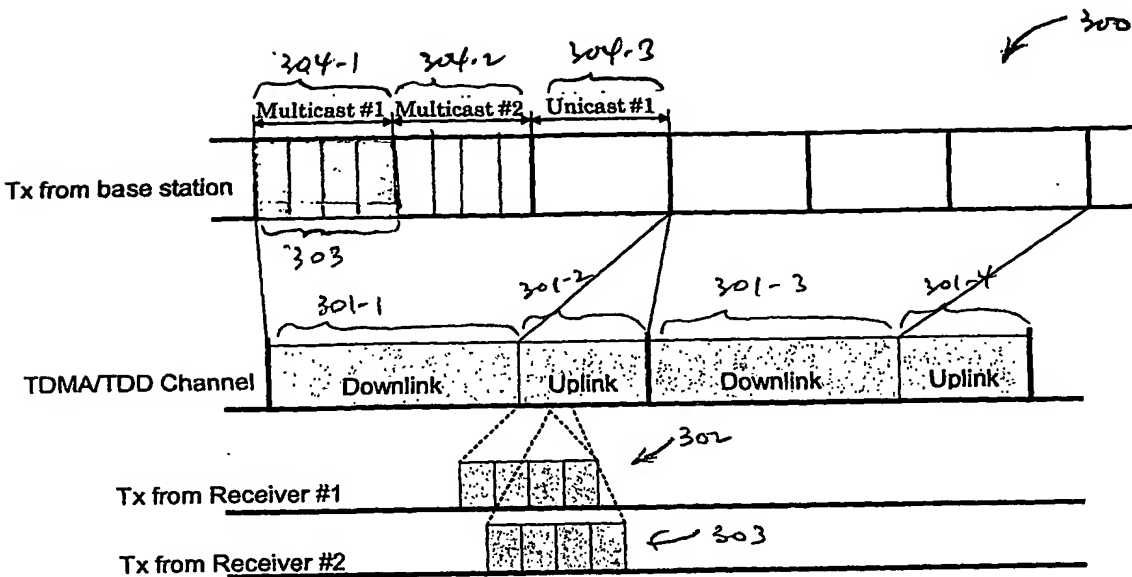 300
304-1 304-2 304-3
Multicast #1 Multicast #2 Unicast #1
Tx from base station
303
301-1 301-2 301-3 301-4
TDMA/TDD Channel Downlink Uplink Downlink Uplink
302
Tx from Receiver #1
303
Tx from Receiver #2